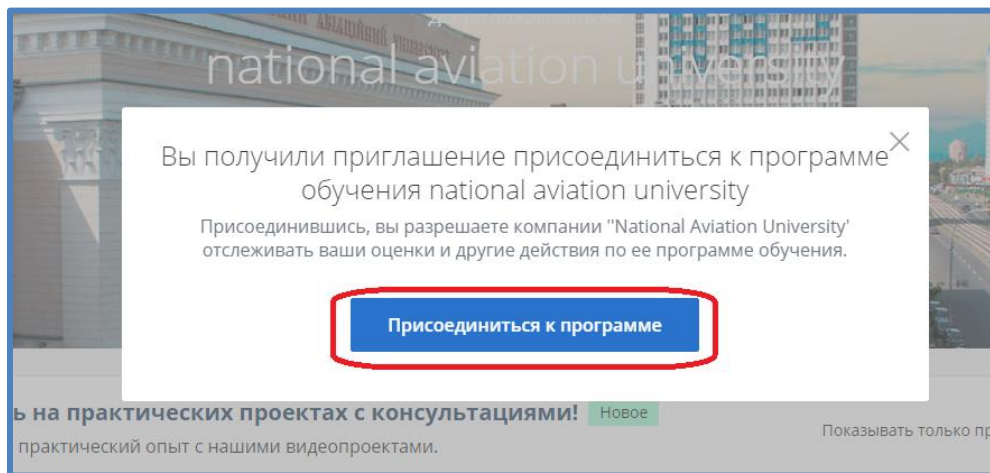 АВІАЦІЙНИЙ
national aviation university
Вы получили приглашение присоединиться к программе
обучения national aviation university
Присоединившись, вы разрешаете компании "National Aviation University'
отслеживать ваши оценки и другие действия по ее программе обучения.
Присоединиться к программе
ь на практических проектах с консультациями! Новое
практический опыт с нашими видеопроектами.
Показывать только пр